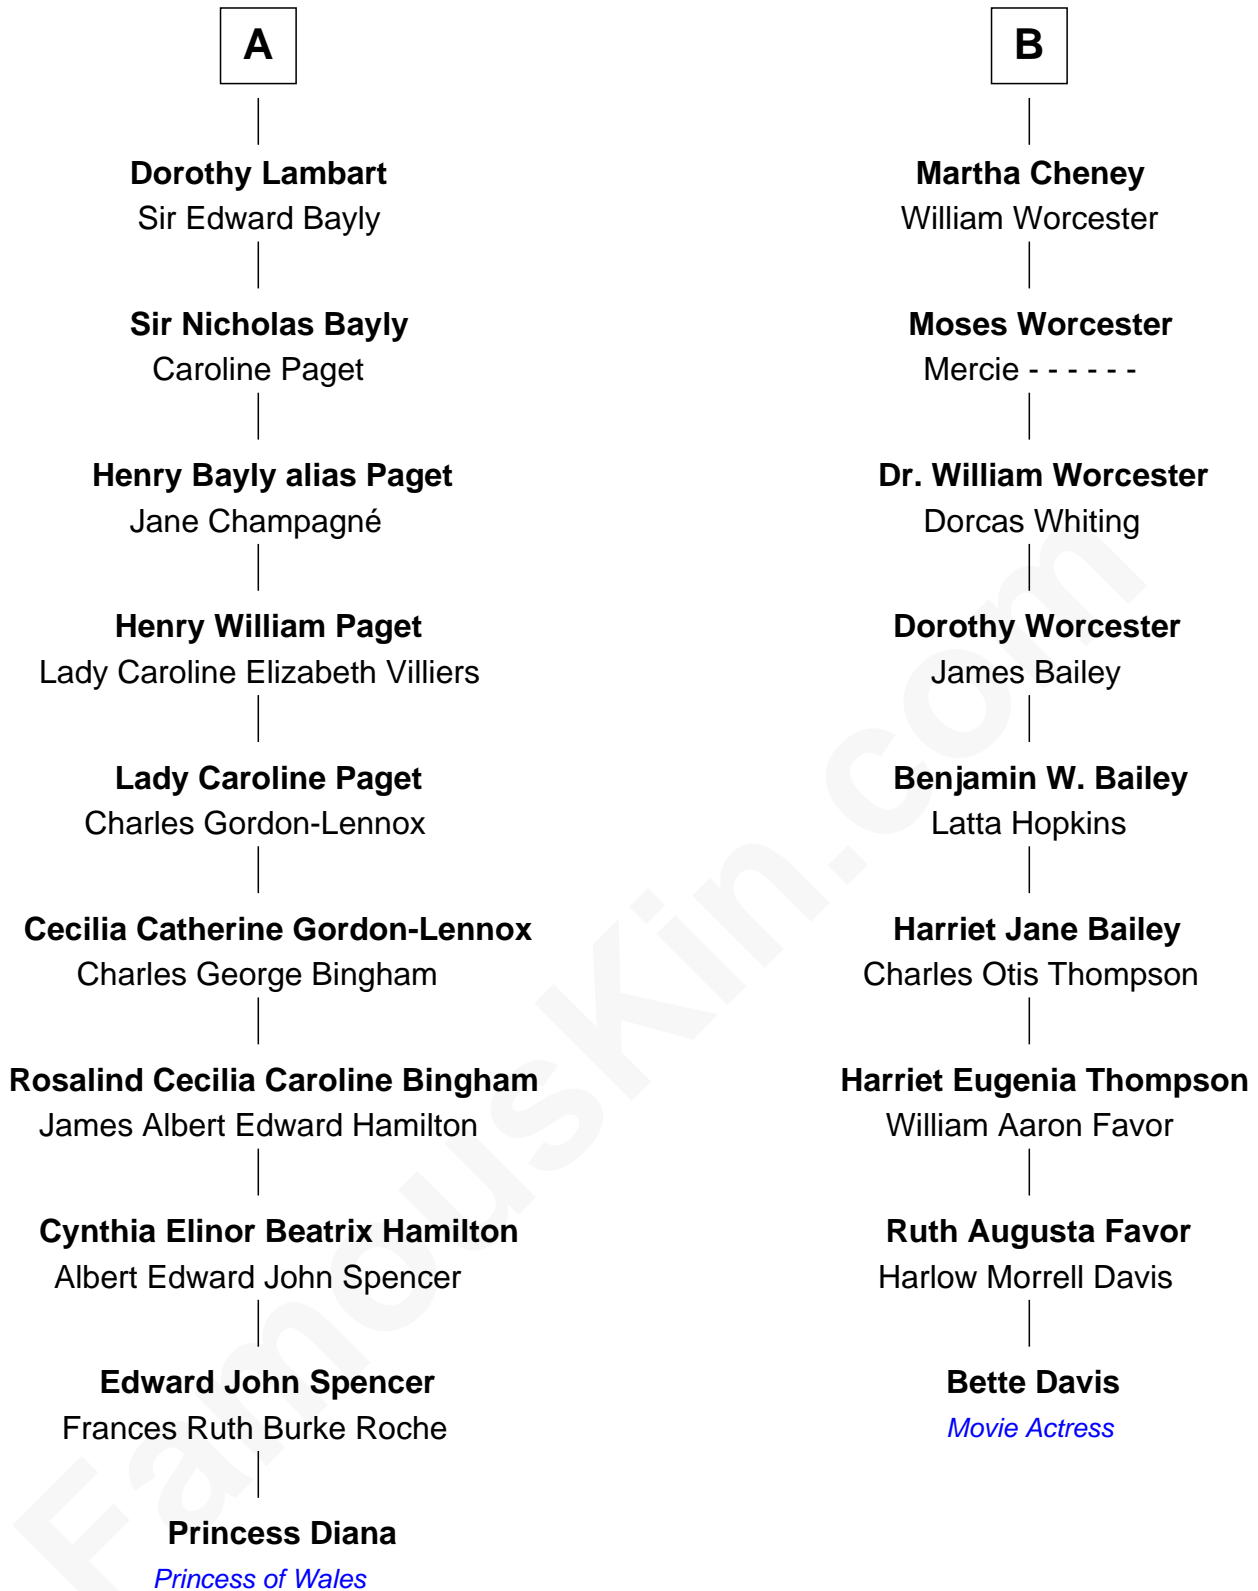 A
Dorothy Lambart
Sir Edward Bayly
Sir Nicholas Bayly
Caroline Paget
Henry Bayly alias Paget
Jane Champagné
Henry William Paget
Lady Caroline Elizabeth Villiers
Lady Caroline Paget
Charles Gordon-Lennox
Cecilia Catherine Gordon-Lennox
Charles George Bingham
Rosalind Cecilia Caroline Bingham
James Albert Edward Hamilton
Cynthia Elinor Beatrix Hamilton
Albert Edward John Spencer
Edward John Spencer
Frances Ruth Burke Roche
Princess Diana
Princess of Wales
B
Martha Cheney
William Worcester
Moses Worcester
Mercie - - - - - -
Dr. William Worcester
Dorcas Whiting
Dorothy Worcester
James Bailey
Benjamin W. Bailey
Latta Hopkins
Harriet Jane Bailey
Charles Otis Thompson
Harriet Eugenia Thompson
William Aaron Favor
Ruth Augusta Favor
Harlow Morrell Davis
Bette Davis
Movie Actress
FamousKin.com